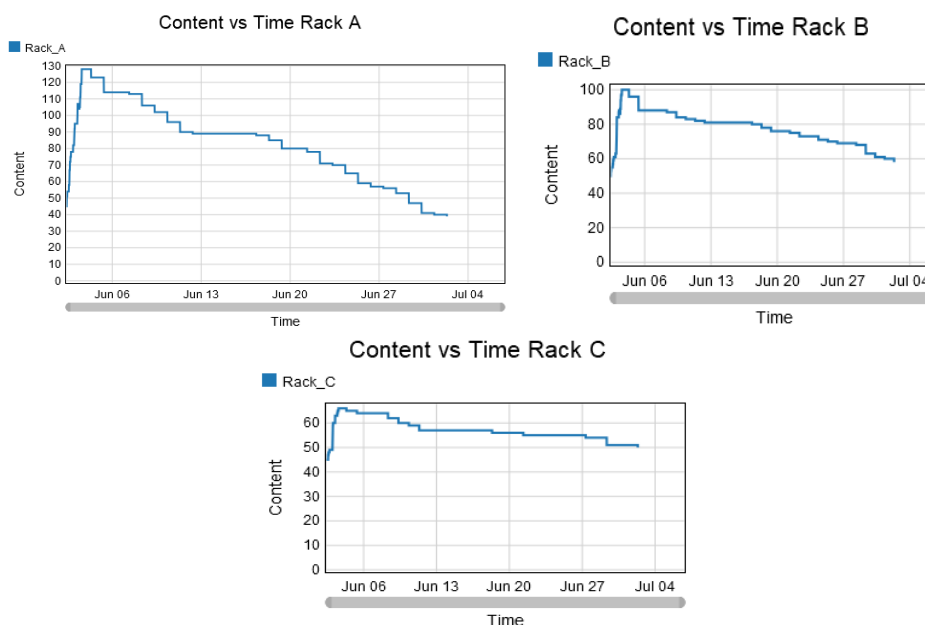 Content vs Time Rack A
Rack_A
130
120
110
100
90
80
70
60
50
40
30
20
10
0
Content
Jun 06 Jun 13 Jun 20 Jun 27 Jul 04
Time
Content vs Time Rack B
Rack_B
100
80
60
40
20
0
Content
Jun 06 Jun 13 Jun 20 Jun 27 Jul 04
Time
Content vs Time Rack C
Rack_C
60
50
40
30
20
10
0
Content
Jun 06 Jun 13 Jun 20 Jun 27 Jul 04
Time